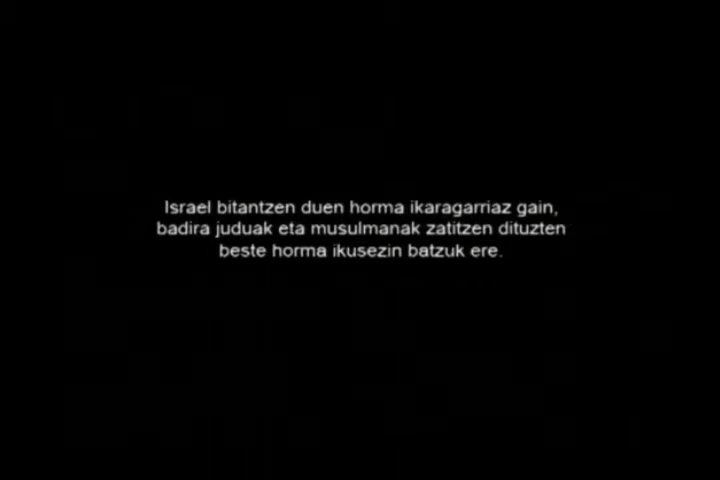 Israel bitantzen duen horma ikaragarriaz gain,
badira juduak eta musulmanak zatitzen dituzten
beste horma ikusezin batzuk ere.